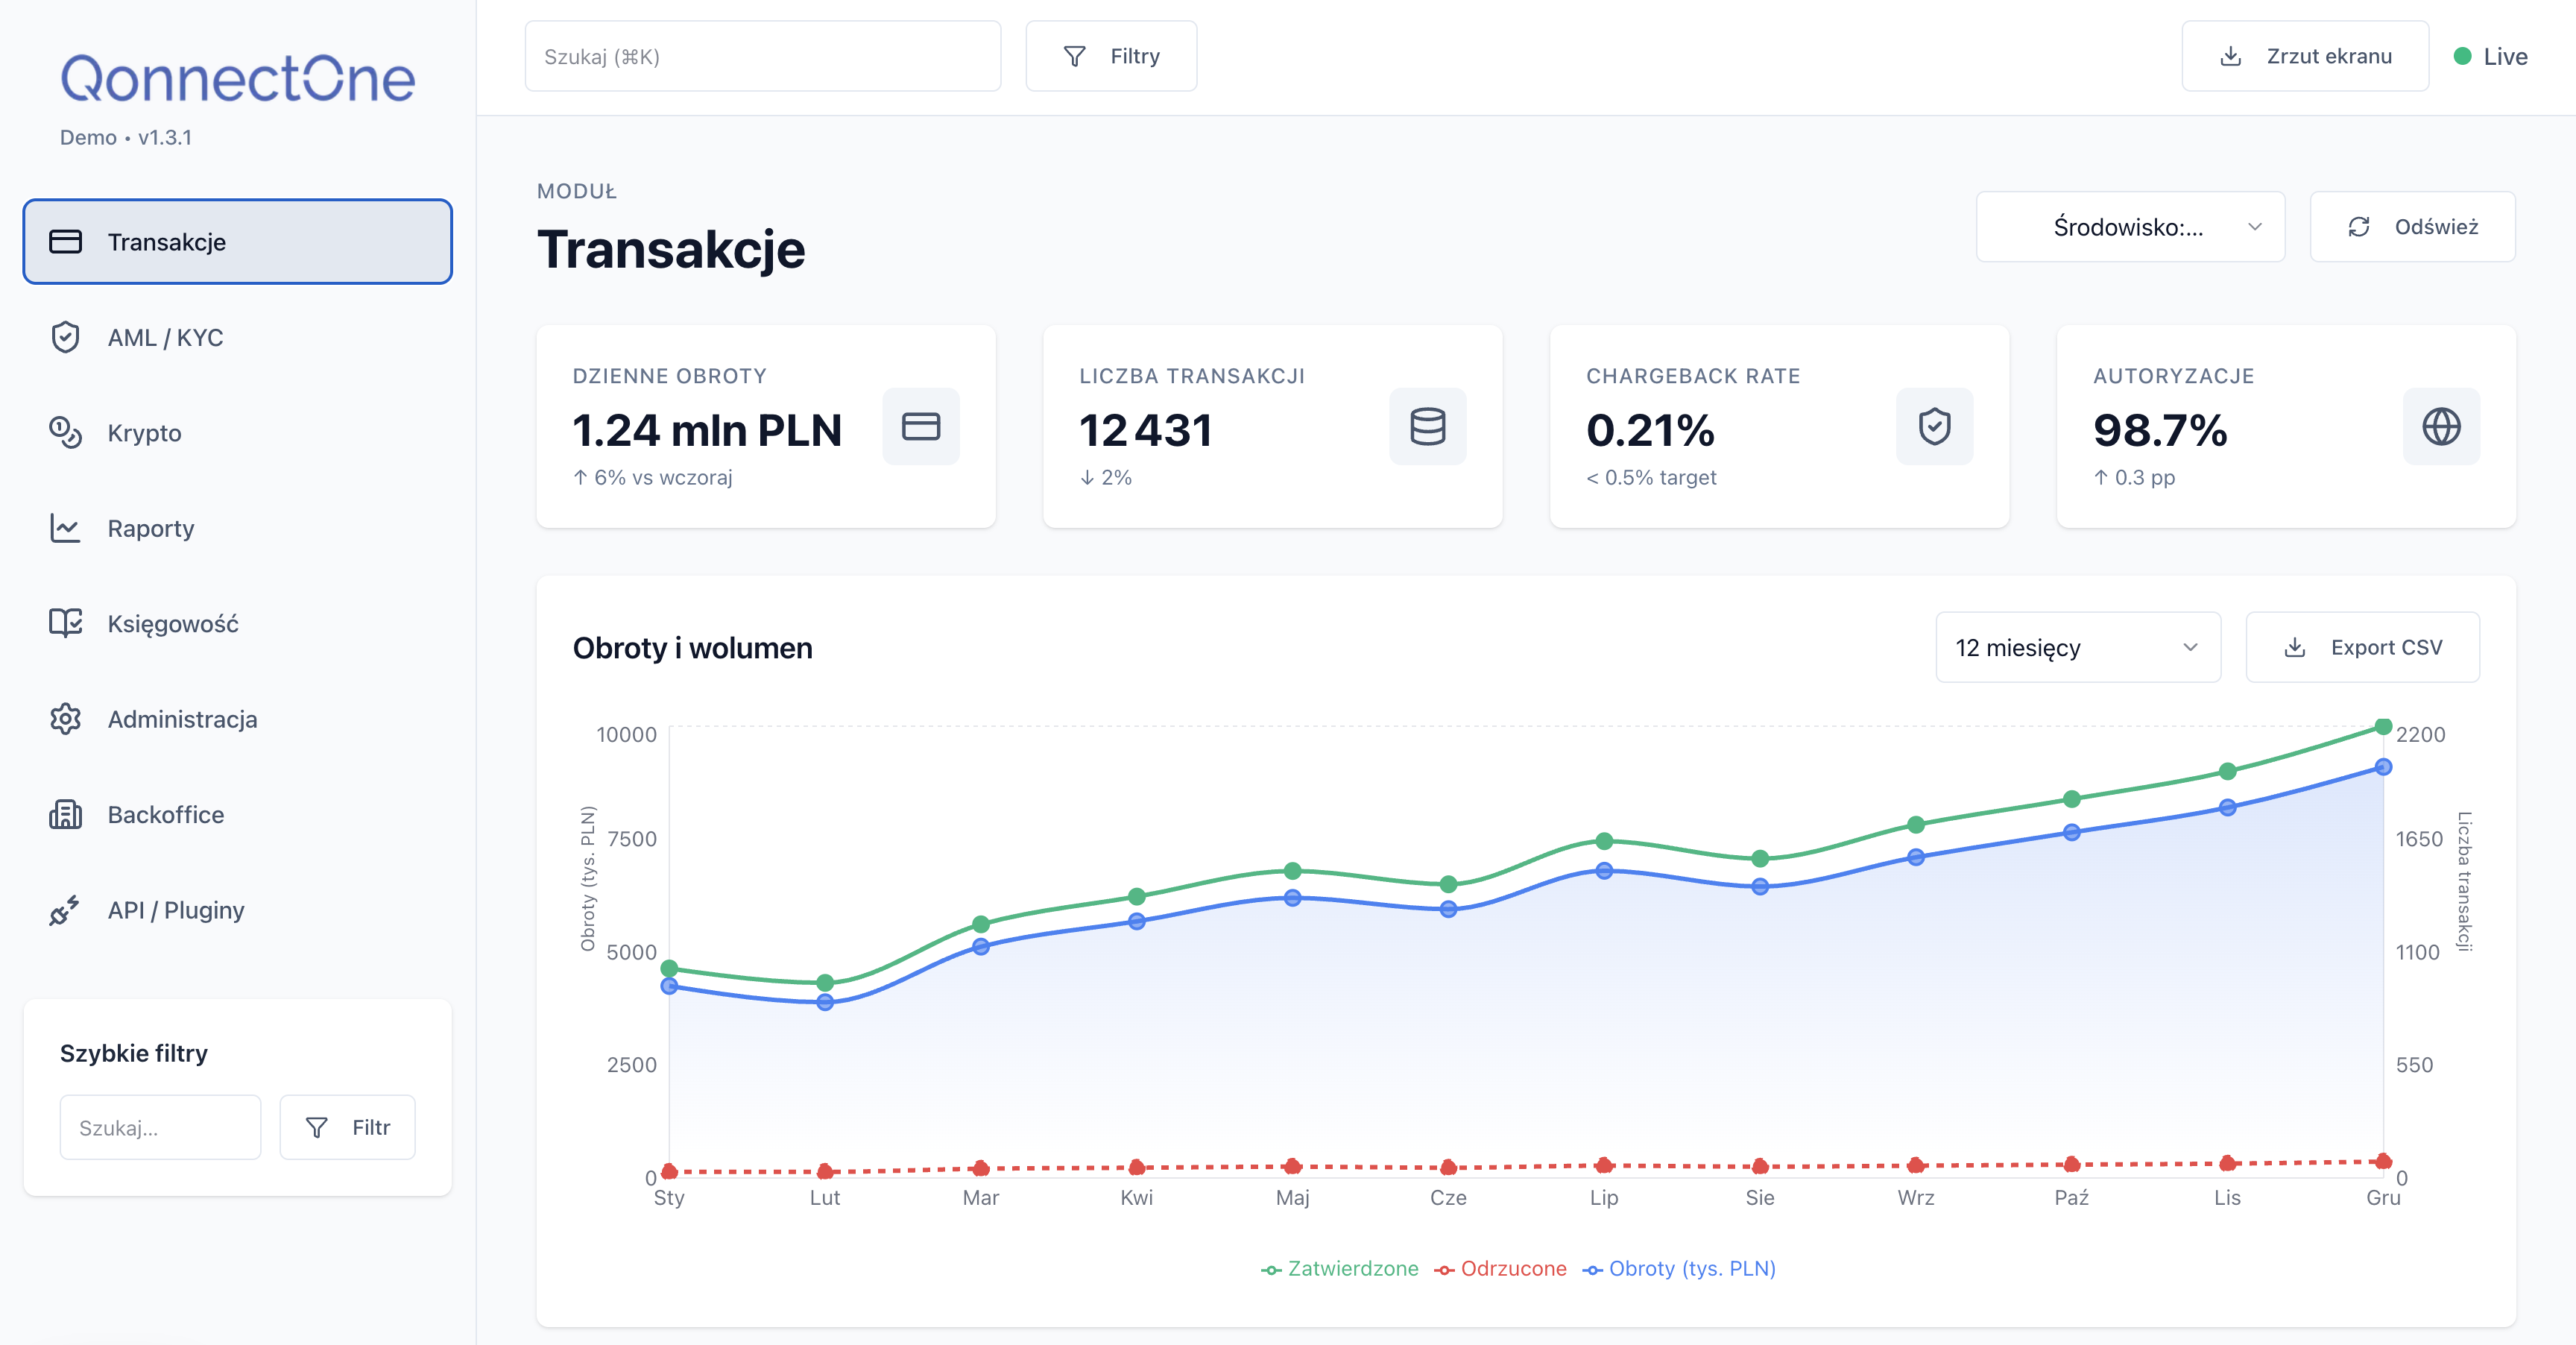 QonnectOne
Demo • v1.3.1
Transakcje
AML / KYC
Krypto
Raporty
Księgowość
Administracja
Backoffice
API / Pluginy
Szybkie filtry
Szukaj...
Filtr
Szukaj (⌘K)
Filtry
Zrzut ekranu
Live
MODUŁ
Transakcje
Środowisko:...
Odśwież
DZIENNE OBROTY
1.24 mln PLN
↑ 6% vs wczoraj
LICZBA TRANSAKCJI
12 431
↓ 2%
CHARGEBACK RATE
0.21%
< 0.5% target
AUTORYZACJE
98.7%
↑ 0.3 pp
Obroty i wolumen
12 miesięcy
Export CSV
Obroty (tys. PLN)
10000
7500
5000
2500
0
2200
1650
1100
550
0
Liczba transakcji
Sty Lut Mar Kwi Maj Cze Lip Sie Wrz Paź Lis Gru
Zatwierdzone Odrzucone Obroty (tys. PLN)